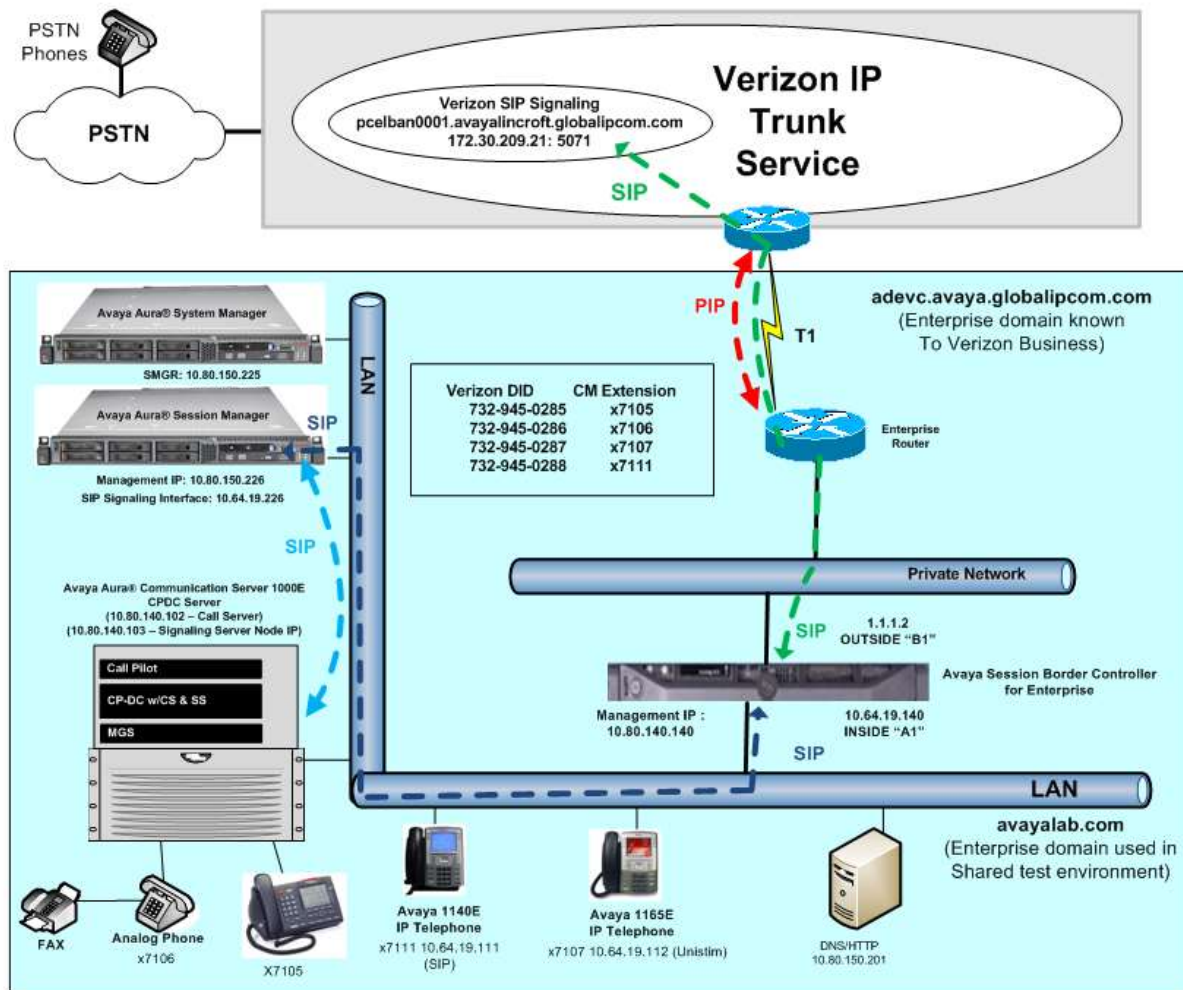 PSTN
Phones
PSTN
Verizon SIP Signaling
pcelban0001.avayalincroft.globalipcom.com
172.30.209.21: 5071
Verizon IP
Trunk
Service
SIP
PIP
T1
adevc.avaya.globalipcom.com
(Enterprise domain known
To Verizon Business)
Avaya Aura® System Manager
SMGR: 10.80.150.225
LAN
Avaya Aura® Session Manager
SIP
Management IP: 10.80.150.226
SIP Signaling Interface: 10.64.19.226
Verizon DID CM Extension
732-945-0285 x7105
732-945-0286 x7106
732-945-0287 x7107
732-945-0288 x7111
Enterprise
Router
SIP
Private Network
Avaya Aura® Communication Server 1000E
CPDC Server
(10.80.140.102 – Call Server)
(10.80.140.103 – Signaling Server Node IP)
Call Pilot
CP-DC w/CS & SS
MGS
SIP
1.1.1.2
OUTSIDE “B1”
Avaya Session Border Controller
for Enterprise
Management IP :
10.80.140.140
10.64.19.140
INSIDE “A1”
SIP
LAN
avayalab.com
(Enterprise domain used in
Shared test environment)
FAX
Analog Phone
x7106
X7105
Avaya 1140E
IP Telephone
x7111 10.64.19.111
(SIP)
Avaya 1165E
IP Telephone
x7107 10.64.19.112 (Unistim)
DNS/HTTP
10.80.150.201